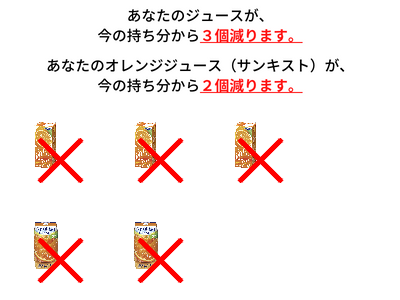 あなたのジュースが、
今の持ち分から３個減ります。
あなたのオレンジジュース（サンキスト）が、
今の持ち分から２個減ります。